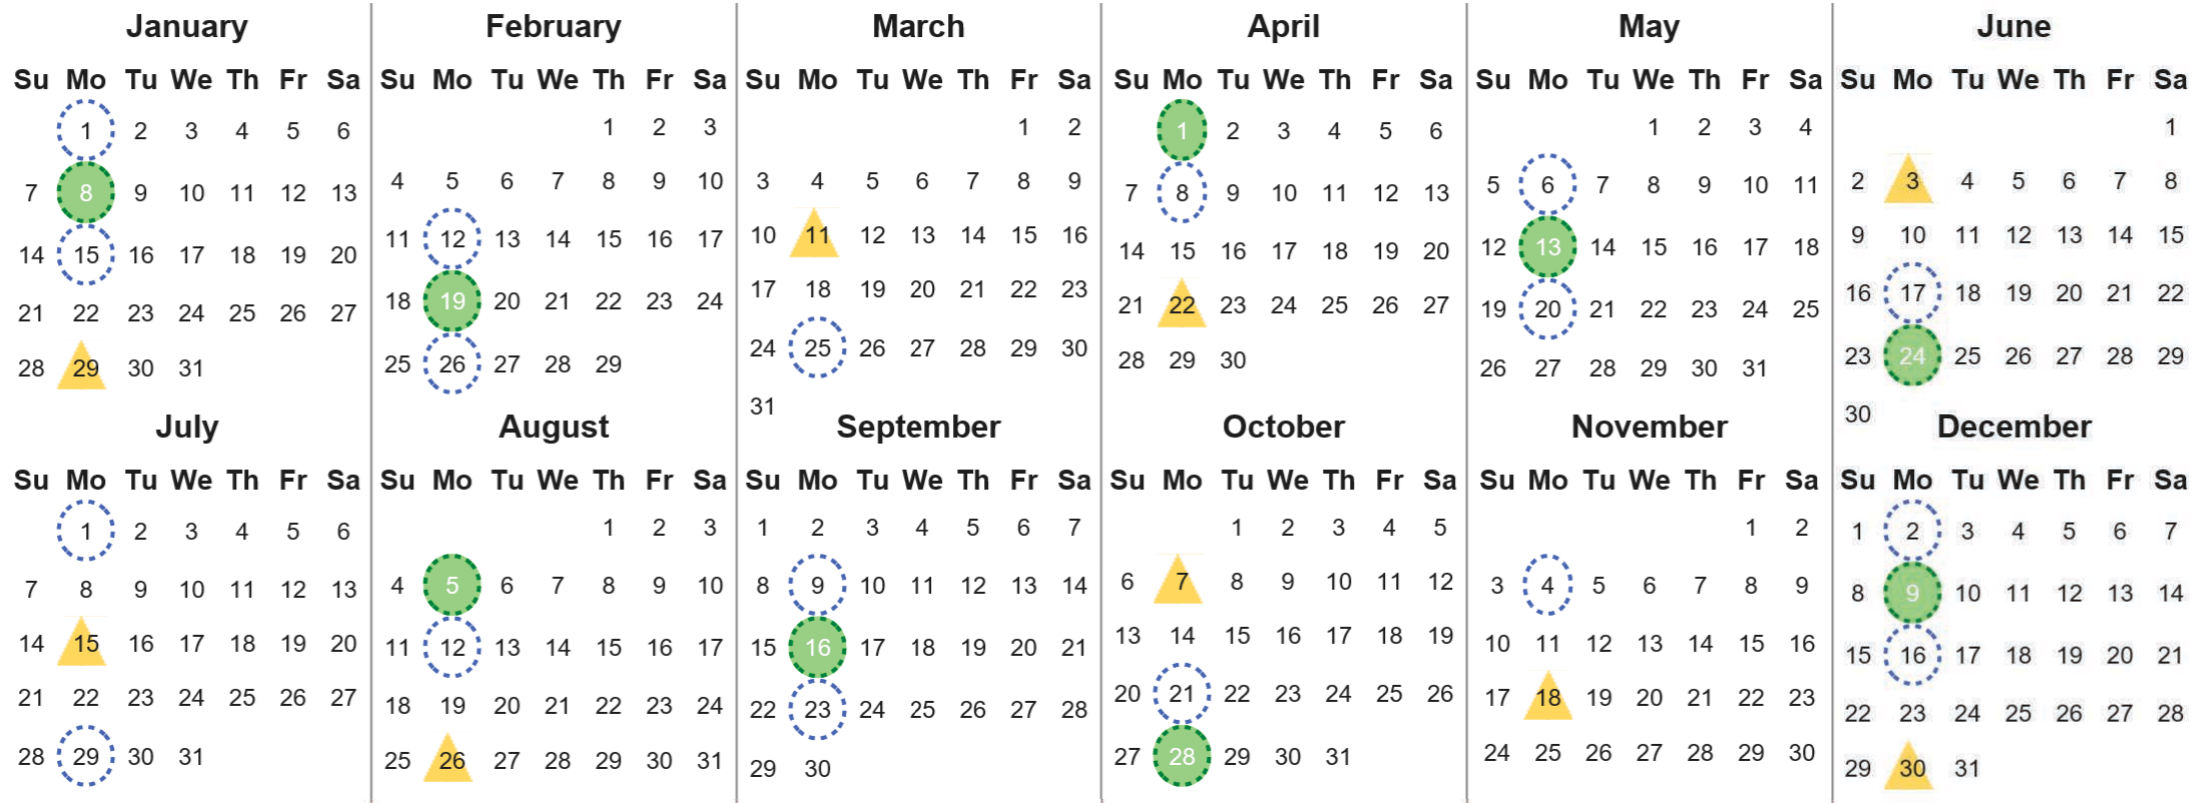 January
Su Mo Tu We Th Fr Sa
1 2 3 4 5 6
7 8 9 10 11 12 13
14 15 16 17 18 19 20
21 22 23 24 25 26 27
28 29 30 31
February
Su Mo Tu We Th Fr Sa
1 2 3
4 5 6 7 8 9 10
11 12 13 14 15 16 17
18 19 20 21 22 23 24
25 26 27 28 29
March
Su Mo Tu We Th Fr Sa
1 2
3 4 5 6 7 8 9
10 11 12 13 14 15 16
17 18 19 20 21 22 23
24 25 26 27 28 29 30
31
April
Su Mo Tu We Th Fr Sa
1 2 3 4 5 6
7 8 9 10 11 12 13
14 15 16 17 18 19 20
21 22 23 24 25 26 27
28 29 30
May
Su Mo Tu We Th Fr Sa
1 2 3 4
5 6 7 8 9 10 11
12 13 14 15 16 17 18
19 20 21 22 23 24 25
26 27 28 29 30 31
June
Su Mo Tu We Th Fr Sa
1
2 3 4 5 6 7 8
9 10 11 12 13 14 15
16 17 18 19 20 21 22
23 24 25 26 27 28 29
30
July
Su Mo Tu We Th Fr Sa
1 2 3 4 5 6
7 8 9 10 11 12 13
14 15 16 17 18 19 20
21 22 23 24 25 26 27
28 29 30 31
August
Su Mo Tu We Th Fr Sa
1 2 3
4 5 6 7 8 9 10
11 12 13 14 15 16 17
18 19 20 21 22 23 24
25 26 27 28 29 30 31
September
Su Mo Tu We Th Fr Sa
1 2 3 4 5 6 7
8 9 10 11 12 13 14
15 16 17 18 19 20 21
22 23 24 25 26 27 28
29 30
October
Su Mo Tu We Th Fr Sa
1 2 3 4 5
6 7 8 9 10 11 12
13 14 15 16 17 18 19
20 21 22 23 24 25 26
27 28 29 30 31
November
Su Mo Tu We Th Fr Sa
1 2
3 4 5 6 7 8 9
10 11 12 13 14 15 16
17 18 19 20 21 22 23
24 25 26 27 28 29 30
December
Su Mo Tu We Th Fr Sa
1 2 3 4 5 6 7
8 9 10 11 12 13 14
15 16 17 18 19 20 21
22 23 24 25 26 27 28
29 30 31